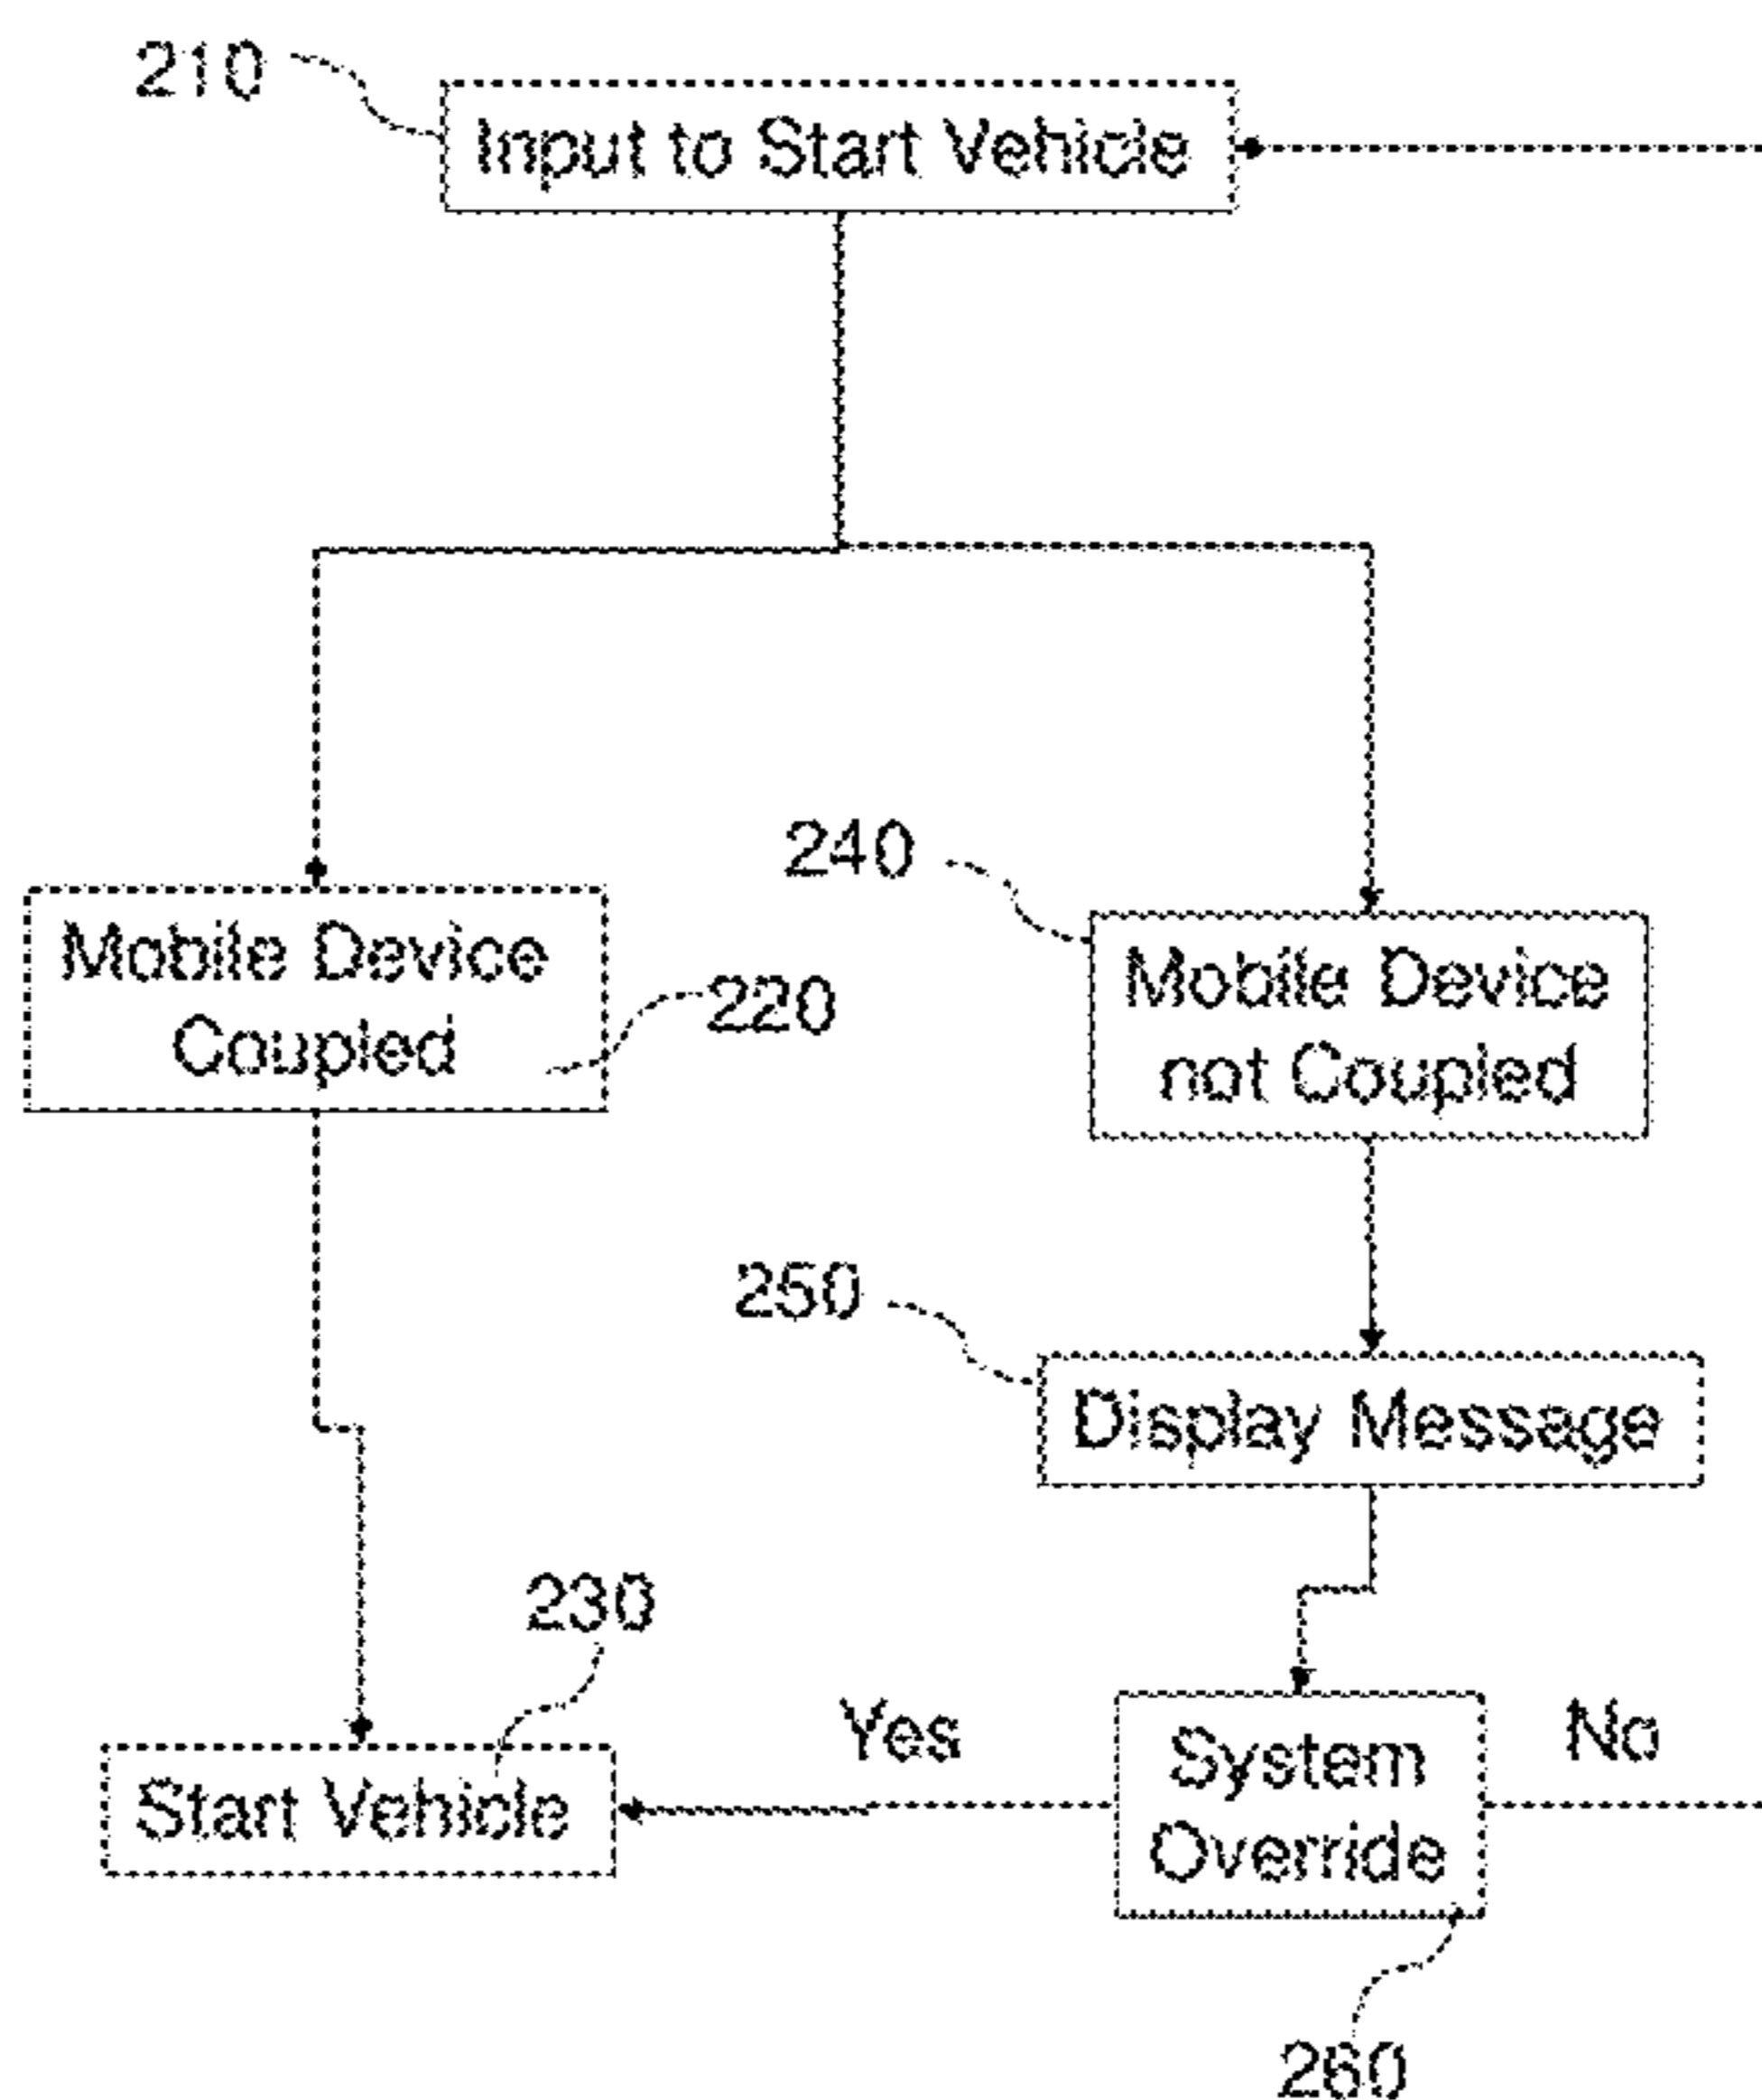 210
Input to Start Vehicle
240
Mobile Device
Coupled
220
Mobile Device
not Coupled
250
Display Message
230
Yes
System
Override
No
Start Vehicle
260